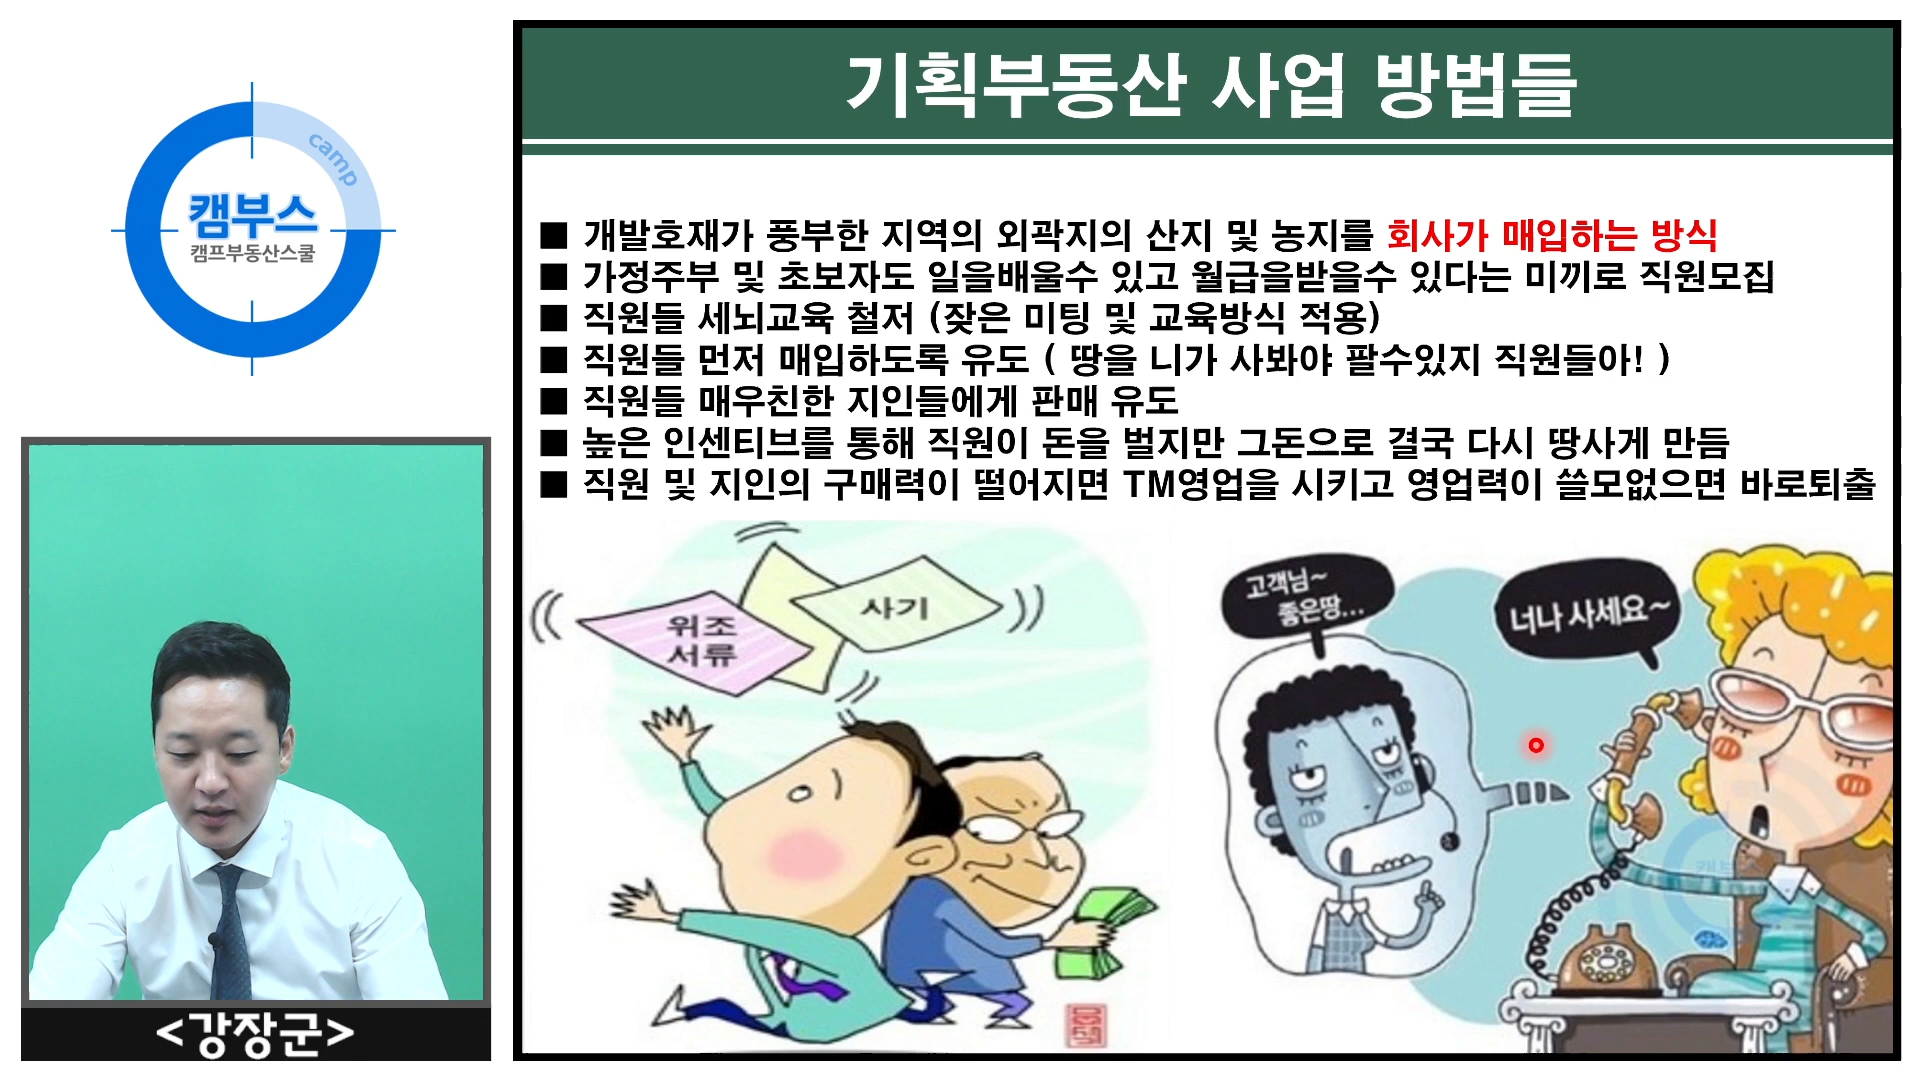 camp
캠부스
캠프부동산스쿨
<강장군>
기획부동산 사업 방법들
■ 개발호재가 풍부한 지역의 외곽지의 산지 및 농지를 회사가 매입하는 방식
■ 가정주부 및 초보자도 일을배울수 있고 월급을받을수 있다는 미끼로 직원모집
■ 직원들 세뇌교육 철저 (잦은 미팅 및 교육방식 적용)
■ 직원들 먼저 매입하도록 유도 ( 땅을 니가 사봐야 팔수있지 직원들아! )
■ 직원들 매우친한 지인들에게 판매 유도
■ 높은 인센티브를 통해 직원이 돈을 벌지만 그돈으로 결국 다시 땅사게 만듬
■ 직원 및 지인의 구매력이 떨어지면 TM영업을 시키고 영업력이 쓸모없으면 바로퇴출
위조
서류
사기
고객님~
좋은땅...
너나 사세요~